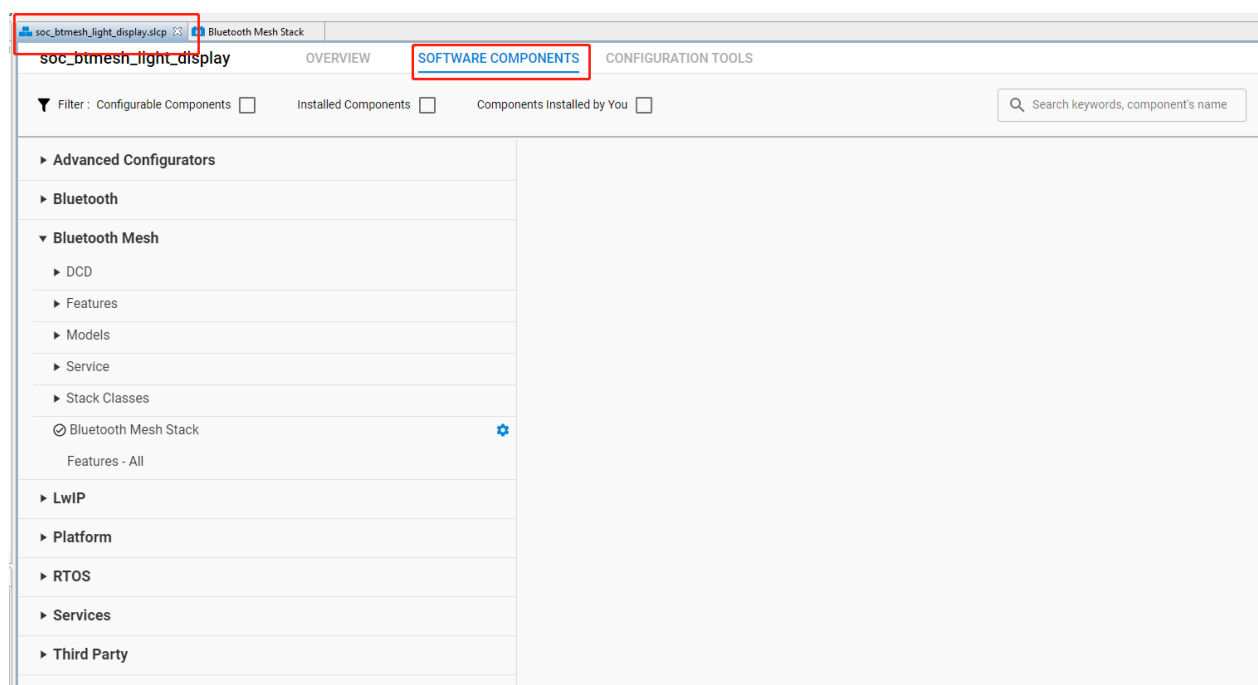 soc_btmesh_light_display.slcp Bluetooth Mesh Stack
soc_btmesh_light_display OVERVIEW SOFTWARE COMPONENTS CONFIGURATION TOOLS
Filter : Configurable Components Installed Components Components Installed by You Search keywords, component's name
Advanced Configurators
Bluetooth
Bluetooth Mesh
DCD
Features
Models
Service
Stack Classes
Bluetooth Mesh Stack
Features - All
LwIP
Platform
RTOS
Services
Third Party